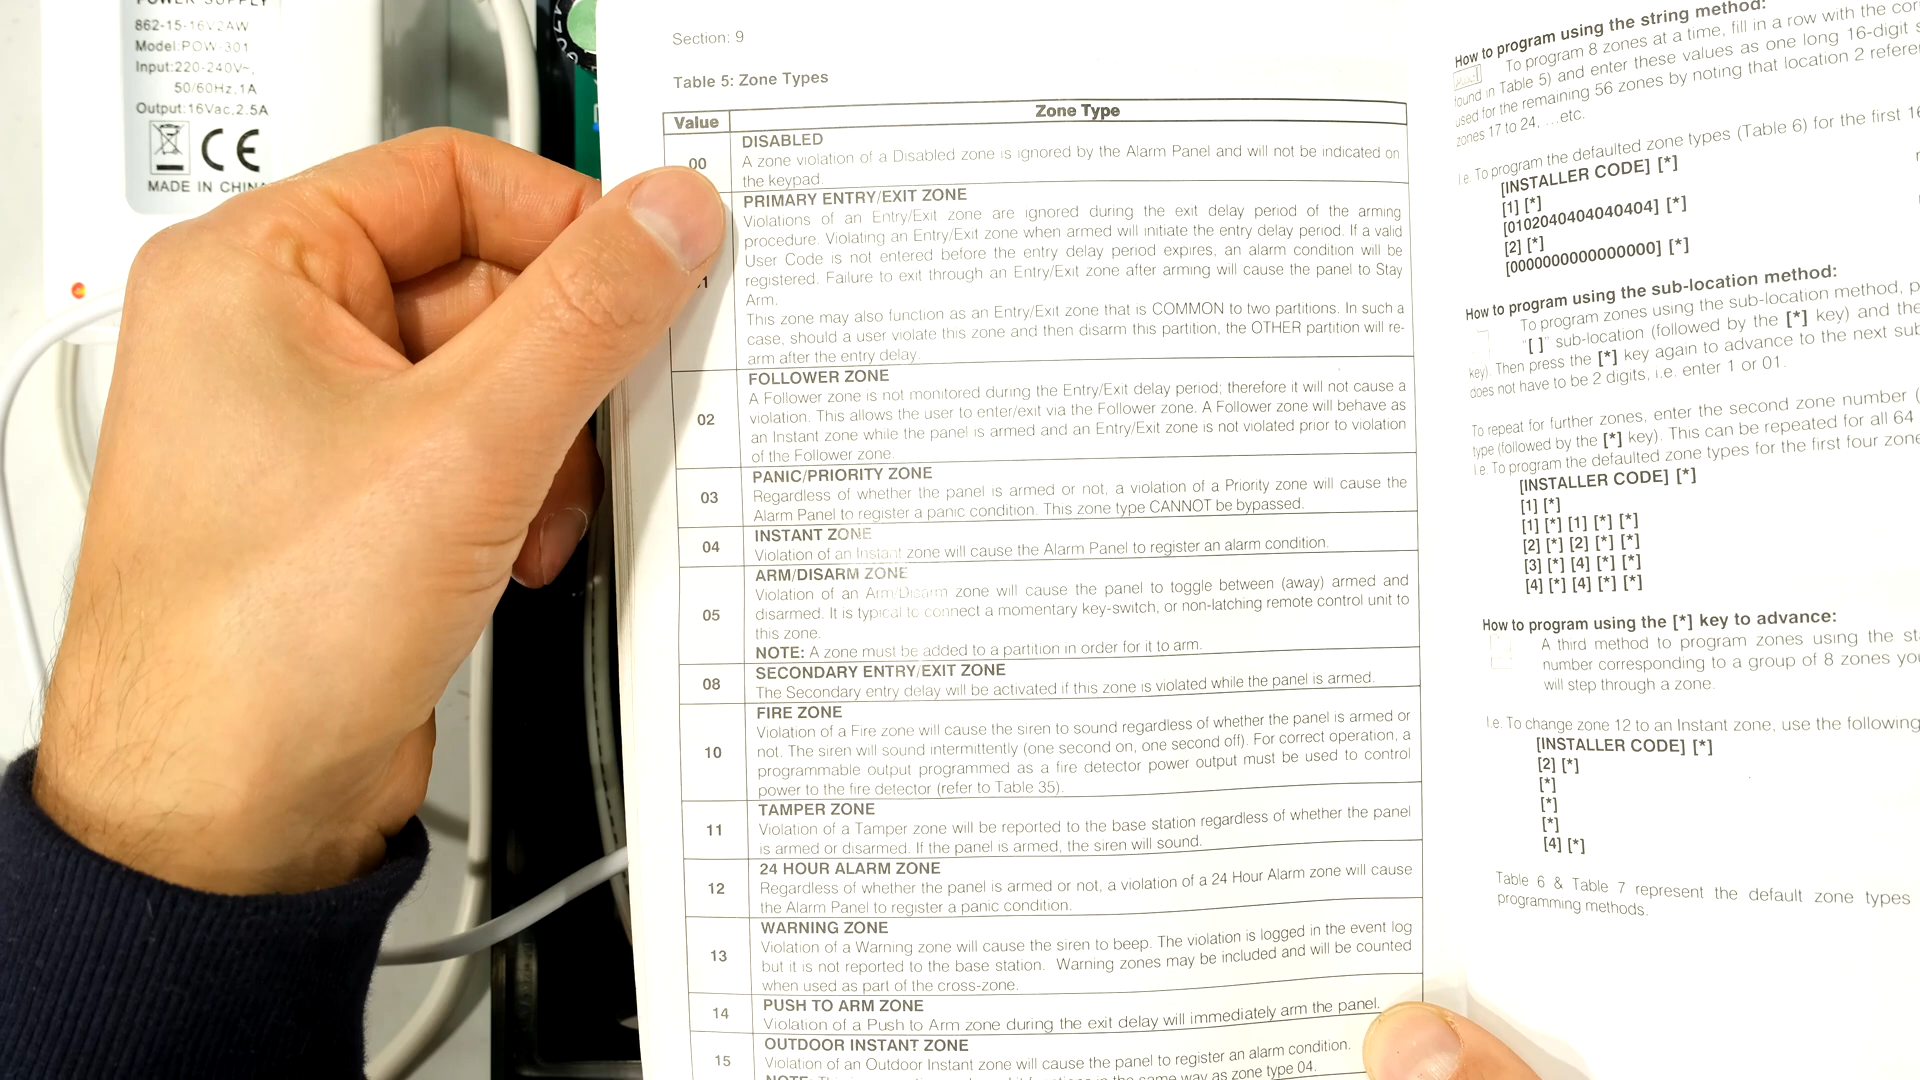 POWER SUPPLY
862-15-16V2AW
Model:POW-301
Input:220-240V~,
50/60Hz,1A
Output:16Vac,2.5A
MADE IN CHINA
Section: 9
Table 5: Zone Types
Value
Zone Type
00
DISABLED
A zone violation of a Disabled zone is ignored by the Alarm Panel and will not be indicated on
the keypad.
1
PRIMARY ENTRY/EXIT ZONE
Violations of an Entry/Exit zone are ignored during the exit delay period of the arming
procedure. Violating an Entry/Exit zone when armed will initiate the entry delay period. If a valid
User Code is not entered before the entry delay period expires, an alarm condition will be
registered. Failure to exit through an Entry/Exit zone after arming will cause the panel to Stay
Arm.
This zone may also function as an Entry/Exit zone that is COMMON to two partitions. In such a
case, should a user violate this zone and then disarm this partition, the OTHER partition will re-
arm after the entry delay.
02
FOLLOWER ZONE
A Follower zone is not monitored during the Entry/Exit delay period; therefore it will not cause a
violation. This allows the user to enter/exit via the Follower zone. A Follower zone will behave as
an Instant zone while the panel is armed and an Entry/Exit zone is not violated prior to violation
of the Follower zone.
03
PANIC/PRIORITY ZONE
Regardless of whether the panel is armed or not, a violation of a Priority zone will cause the
Alarm Panel to register a panic condition. This zone type CANNOT be bypassed.
04
INSTANT ZONE
Violation of an Instant zone will cause the Alarm Panel to register an alarm condition.
05
ARM/DISARM ZONE
Violation of an Arm/Disarm zone will cause the panel to toggle between (away) armed and
disarmed. It is typical to connect a momentary key-switch, or non-latching remote control unit to
this zone.
NOTE: A zone must be added to a partition in order for it to arm.
08
SECONDARY ENTRY/EXIT ZONE
The Secondary entry delay will be activated if this zone is violated while the panel is armed.
10
FIRE ZONE
Violation of a Fire zone will cause the siren to sound regardless of whether the panel is armed or
not. The siren will sound intermittently (one second on, one second off). For correct operation, a
programmable output programmed as a fire detector power output must be used to control
power to the fire detector (refer to Table 35).
11
TAMPER ZONE
Violation of a Tamper zone will be reported to the base station regardless of whether the panel
is armed or disarmed. If the panel is armed, the siren will sound.
12
24 HOUR ALARM ZONE
Regardless of whether the panel is armed or not, a violation of a 24 Hour Alarm zone will cause
the Alarm Panel to register a panic condition.
13
WARNING ZONE
Violation of a Warning zone will cause the siren to beep. The violation is logged in the event log
but it is not reported to the base station. Warning zones may be included and will be counted
when used as part of the cross-zone.
14
PUSH TO ARM ZONE
Violation of a Push to Arm zone during the exit delay will immediately arm the panel.
15
OUTDOOR INSTANT ZONE
Violation of an Outdoor Instant zone will cause the panel to register an alarm condition.
NOTE: in the same way as zone type 04.
How to program using the string method:
To program 8 zones at a time, fill in a row with the
found in Table 5) and enter these values as one long 16-digit
used for the remaining 56 zones by noting that location 2
zones 17 to 24, ...etc.
i.e. To program the defaulted zone types (Table 6) for the first
[INSTALLER CODE] [*]
[1] [*]
[0102040404040404] [*]
[2] [*]
[0000000000000000] [*]
How to program using the sub-location method:
To program zones using the sub-location method,
"[ ]" sub-location (followed by the [*] key) and
key). Then press the [*] key again to advance to the next
does not have to be 2 digits, i.e. enter 1 or 01.
To repeat for further zones, enter the second zone number (
type (followed by the [*] key). This can be repeated for all 64
i.e. To program the defaulted zone types for the first four
[INSTALLER CODE] [*]
[1] [*]
[1] [*] [1] [*] [*]
[2] [*] [2] [*] [*]
[3] [*] [4] [*] [*]
[4] [*] [4] [*] [*]
How to program using the [*] key to advance:
A third method to program zones using the
number corresponding to a group of 8 zones
will step through a zone.
I.e. To change zone 12 to an Instant zone, use the following
[INSTALLER CODE] [*]
[2] [*]
[*]
[*]
[*]
[4] [*]
Table 6 & Table 7 represent the default zone types
programming methods.